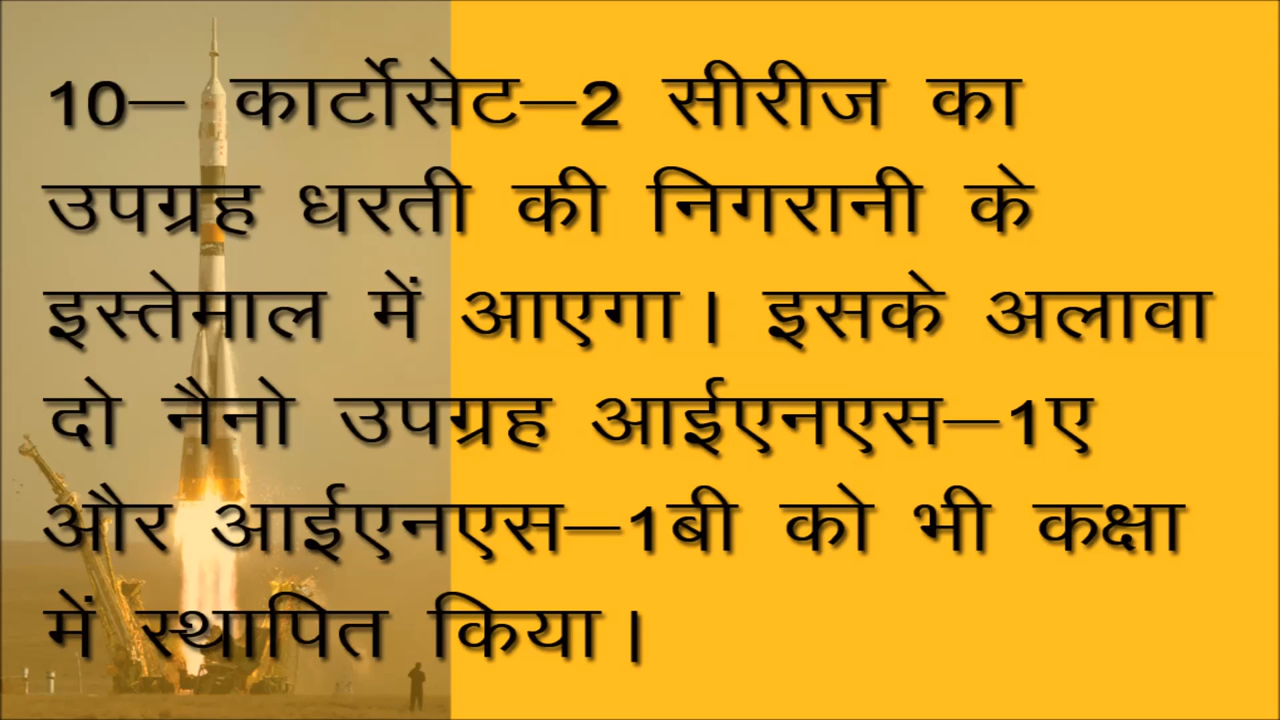 10– कार्टोसेट–2 सीरीज का
उपग्रह धरती की निगरानी के
इस्तेमाल में आएगा। इसके अलावा
दो नैनो उपग्रह आईएनएस–1ए
और आईएनएस–1बी को भी कक्षा
में स्थापित किया।